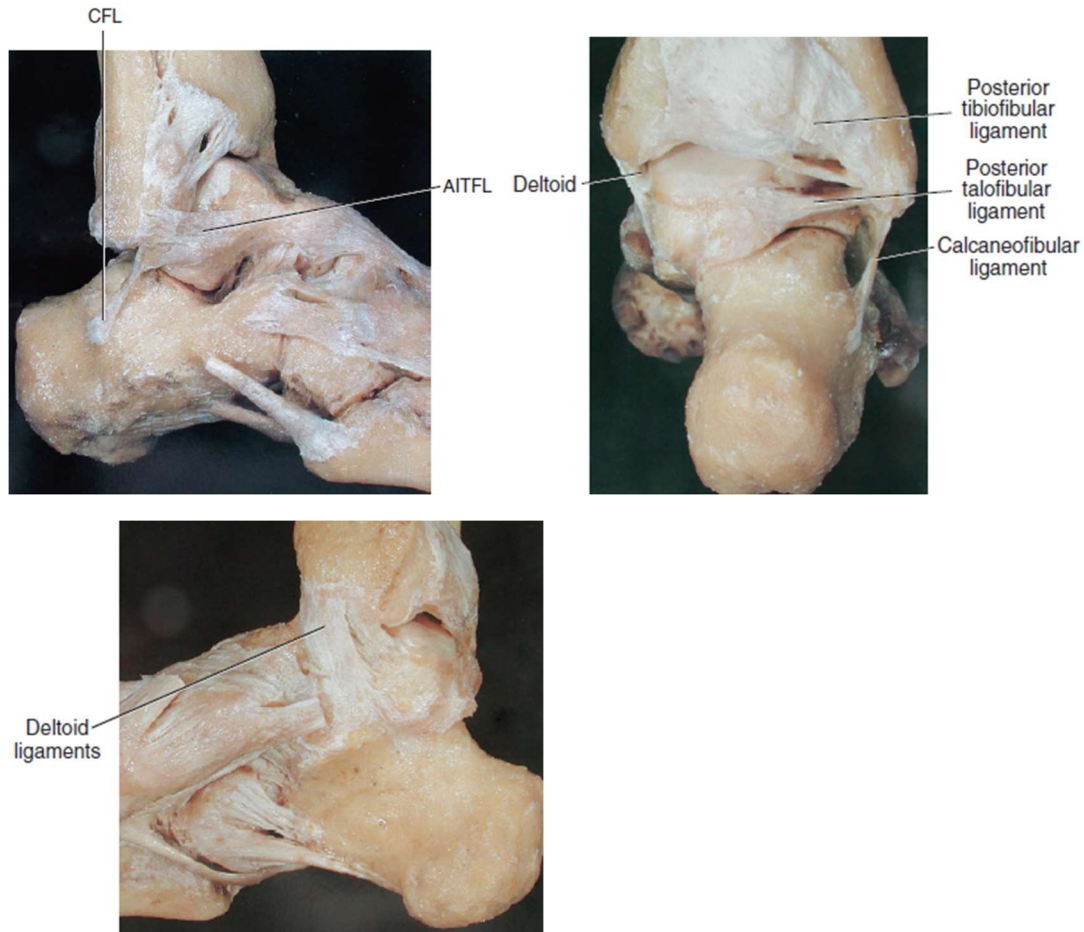 CFL
AITFL
Deltoid
Posterior
tibiofibular
ligament
Posterior
talofibular
ligament
Calcaneofibular
ligament
Deltoid
ligaments